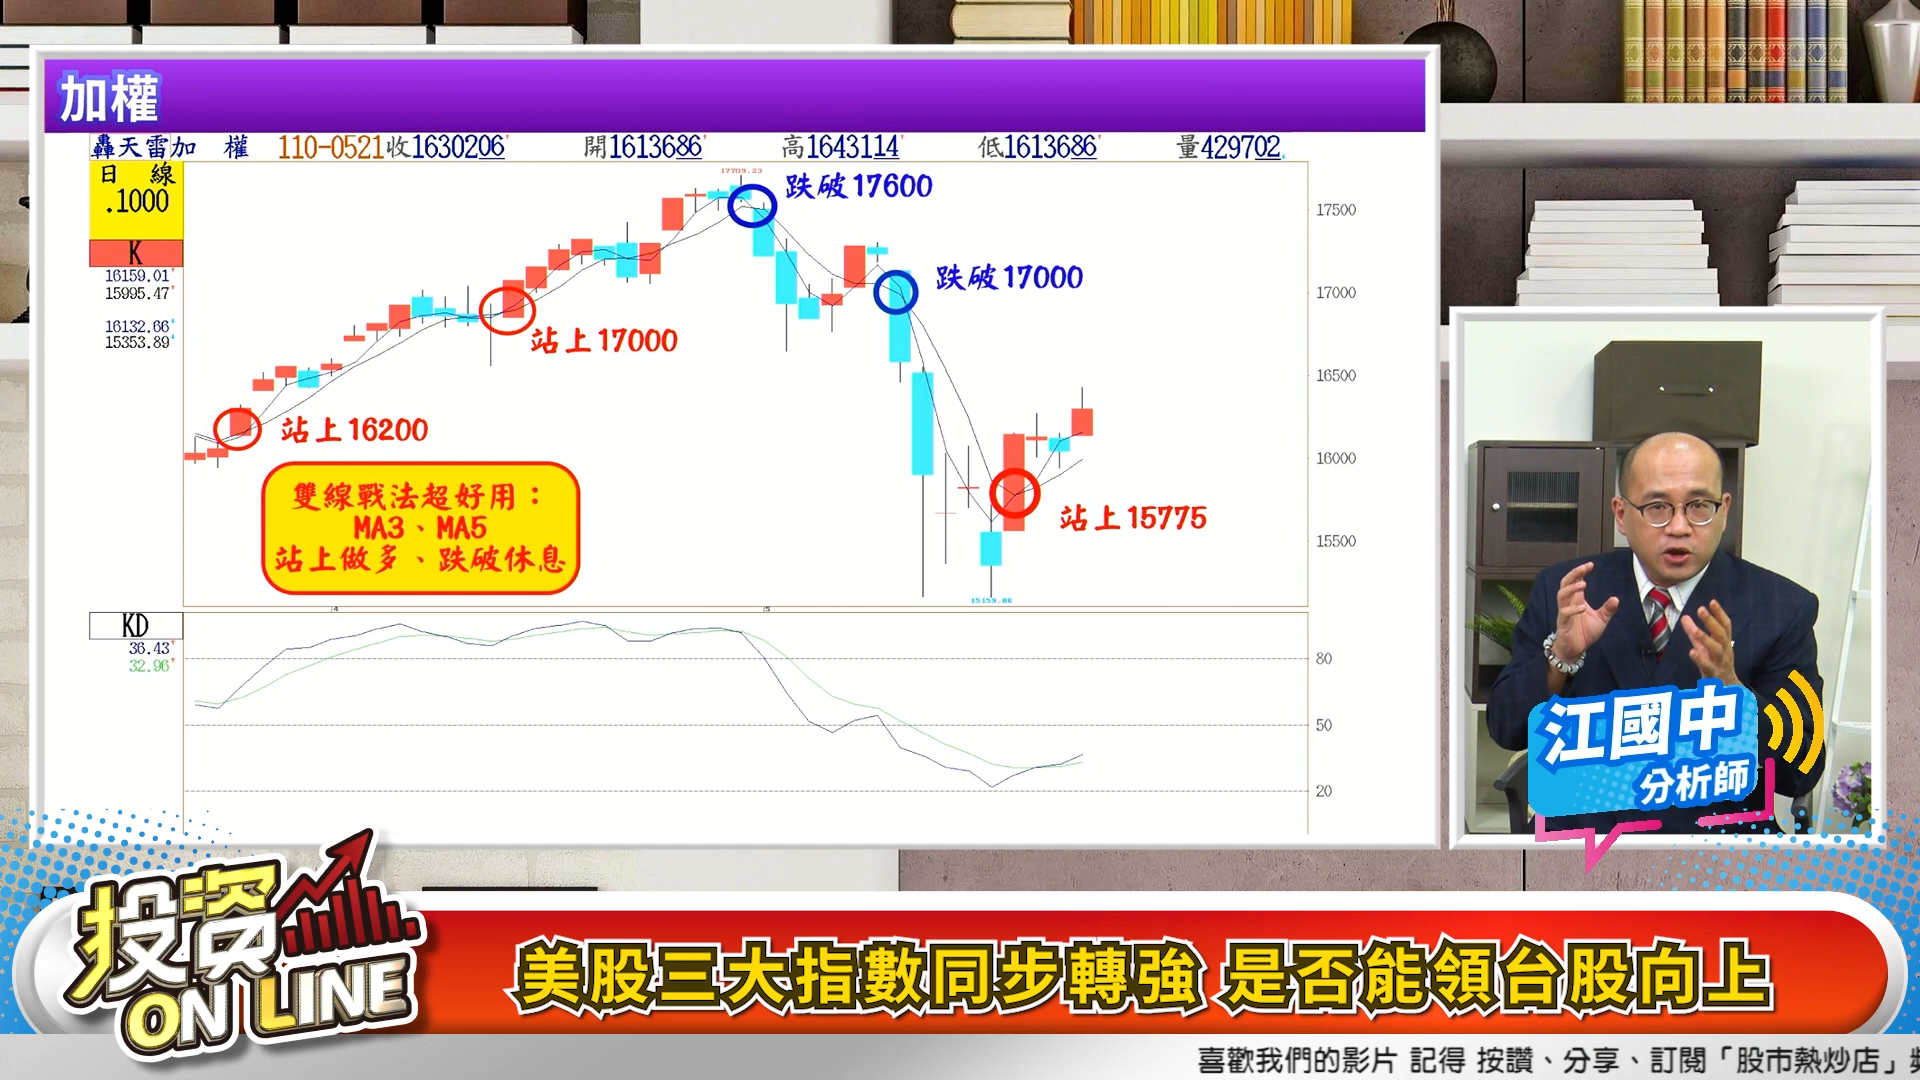 加權
轟天雷加 權 110-0521 收1630206 開1613686 高1643114 低1613686 量429702
日 線
.1000
K
16159.01
15995.47
16132.66
15353.89
17709.23
跌破17600
17500
跌破17000
17000
站上17000
16500
站上16200
16000
雙線戰法超好用：
MA3、MA5
站上做多、跌破休息
站上15775
15500
15159.86
4
5
KD
36.43
32.96
80
50
20
江國中
分析師
投資
ON LINE
美股三大指數同步轉強 是否能領台股向上
喜歡我們的影片 記得 按讚、分享、訂閱「股市熱炒店」頻